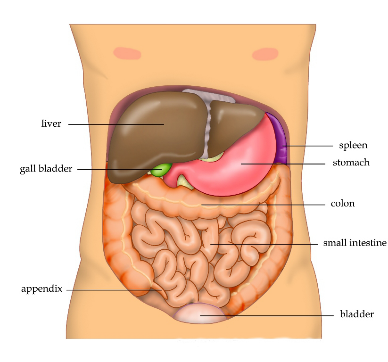 liver
spleen
stomach
gall bladder
colon
small intestine
appendix
bladder